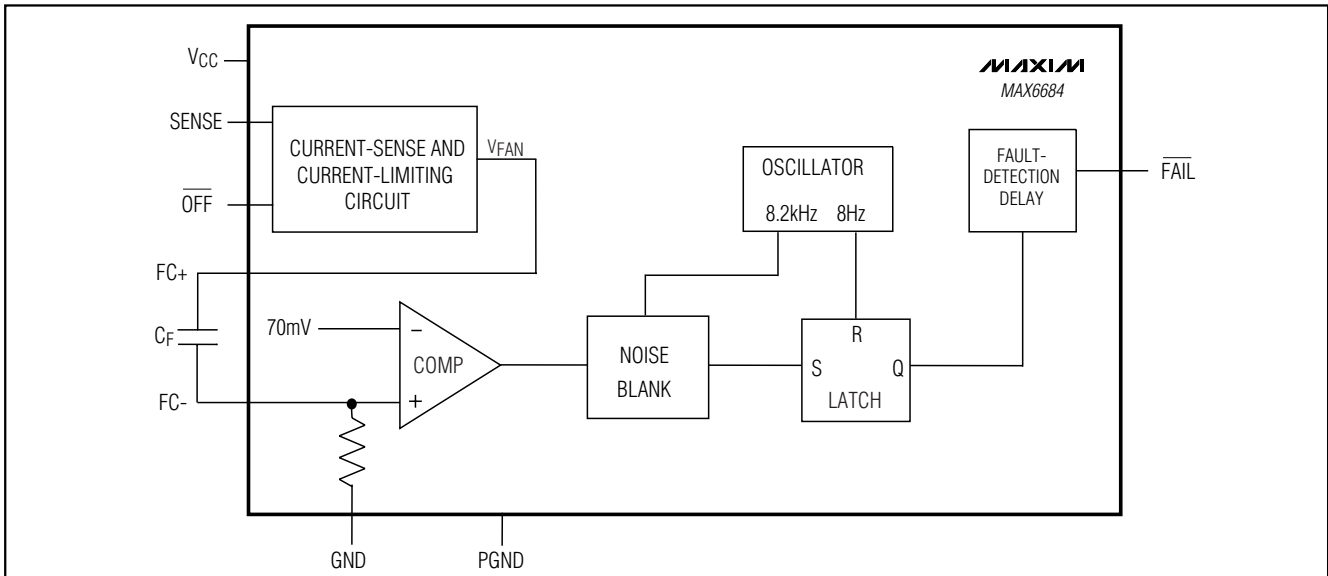 VCC
SENSE
OFF
FC+
CF
FC-
CURRENT-SENSE AND
CURRENT-LIMITING
CIRCUIT
VFAN
70mV
−
COMP
+
NOISE
BLANK
OSCILLATOR
8.2kHz 8Hz
R
S Q
LATCH
MAXIM
MAX6684
FAULT-
DETECTION
DELAY
FAIL
GND
PGND